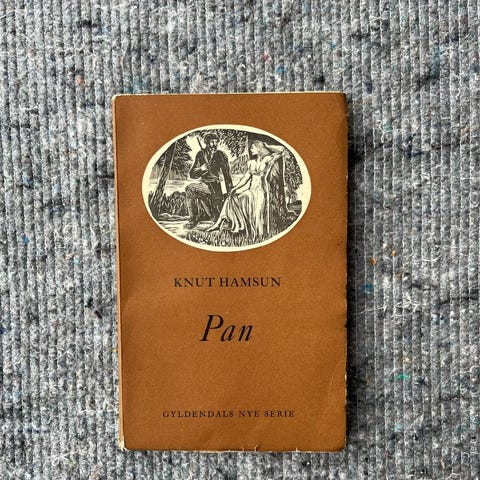 KNUT HAMSUN
Pan
GYLDENDALS NYE SERIE